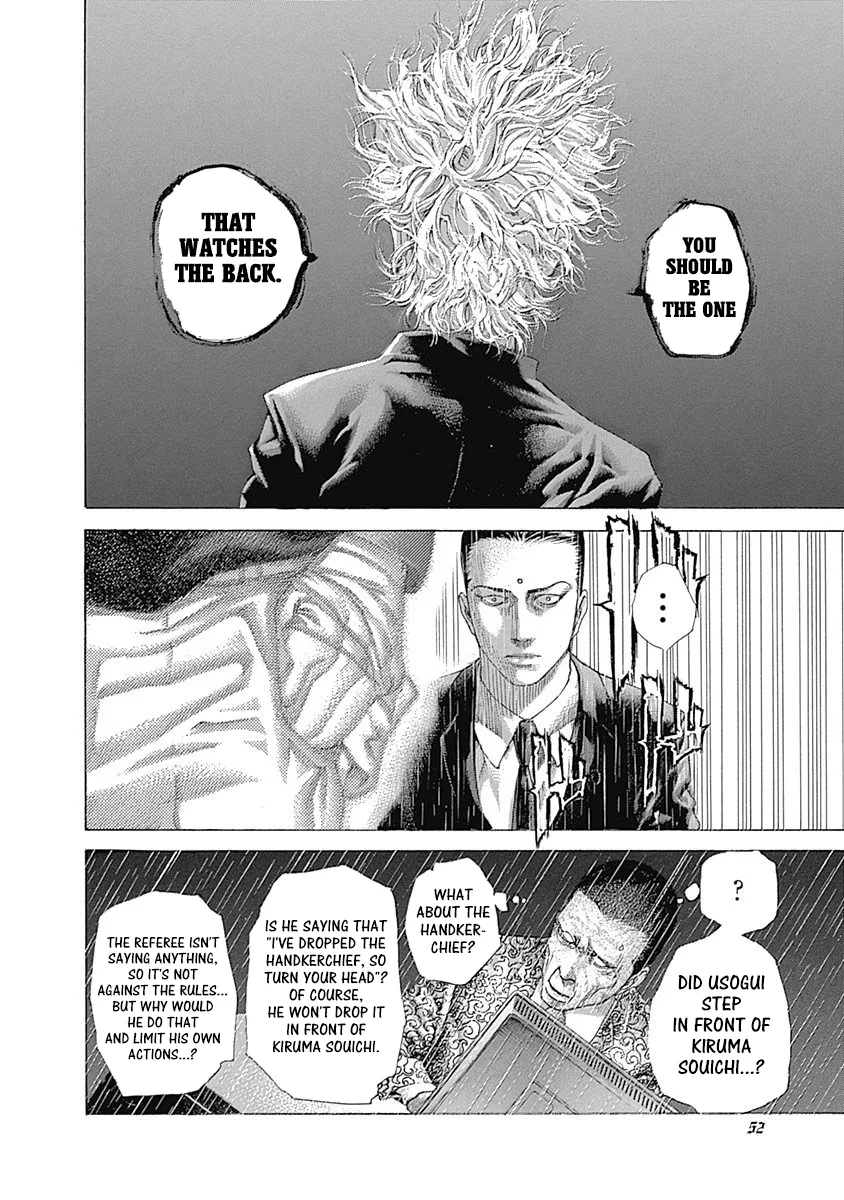 YOU
SHOULD
BE
THE ONE
THAT
WATCHES
THE BACK.
...
?
DID USOGUI
STEP
IN FRONT OF
KIRUMA
SOUICHI...?
WHAT
ABOUT THE
HANDKER-
CHIEF?
IS HE SAYING THAT
"I'VE DROPPED THE
HANDKERCHIEF, SO
TURN YOUR HEAD"?
OF COURSE,
HE WON'T DROP IT
IN FRONT OF
KIRUMA SOUICHI.
THE REFEREE ISN'T
SAYING ANYTHING,
SO IT'S NOT
AGAINST THE RULES...
BUT WHY WOULD
HE DO THAT
AND LIMIT HIS OWN
ACTIONS...?
52